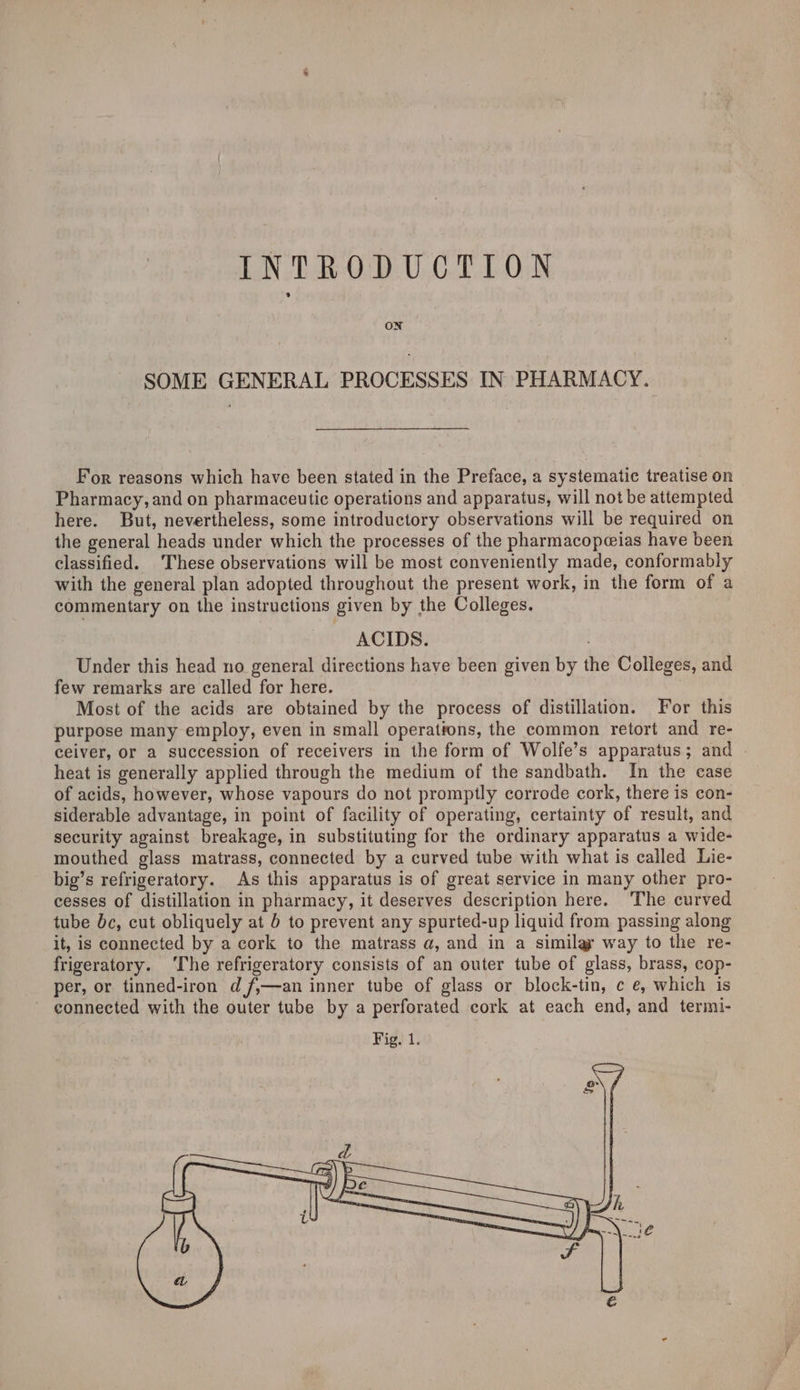 INTRODUCTION
ON
SOME GENERAL PROCESSES IN PHARMACY.
For reasons which have been stated in the Preface, a systematic treatise on
Pharmacy, and on pharmaceutic operations and apparatus, will not be attempted
here. But, nevertheless, some introductory observations will be required on
the general heads under which the processes of the pharmacopœias have been
classified. These observations will be most conveniently made, conformably
with the general plan adopted throughout the present work, in the form of a
commentary on the instructions given by the Colleges.
ACIDS.
Under this head no general directions have been given by the Colleges, and
few remarks are called for here.
Most of the acids are obtained by the process of distillation. For this
purpose many employ, even in small operations, the common retort and re-
ceiver, or a succession of receivers in the form of Wolfe's apparatus; and
heat is generally applied through the medium of the sandbath. In the case
of acids, however, whose vapours do not promptly corrode cork, there is con-
siderable advantage, in point of facility of operating, certainty of result, and
security against breakage, in substituting for the ordinary apparatus a wide-
mouthed glass matrass, connected by a curved tube with what is called Lie-
big's refrigeratory. As this apparatus is of great service in many other pro-
cesses of distillation in pharmacy, it deserves description here. The curved
tube bc, cut obliquely at b to prevent any spurted-up liquid from passing along
it, is connected by a cork to the matrass a, and in a similar way to the re-
frigeratory. The refrigeratory consists of an outer tube of glass, brass, cop-
per, or tinned-iron d f,—an inner tube of glass or block-tin, c e, which is
connected with the outer tube by a perforated cork at each end, and termi-
Fig. 1.
g
d
c
h
i
e
b
f
a
e